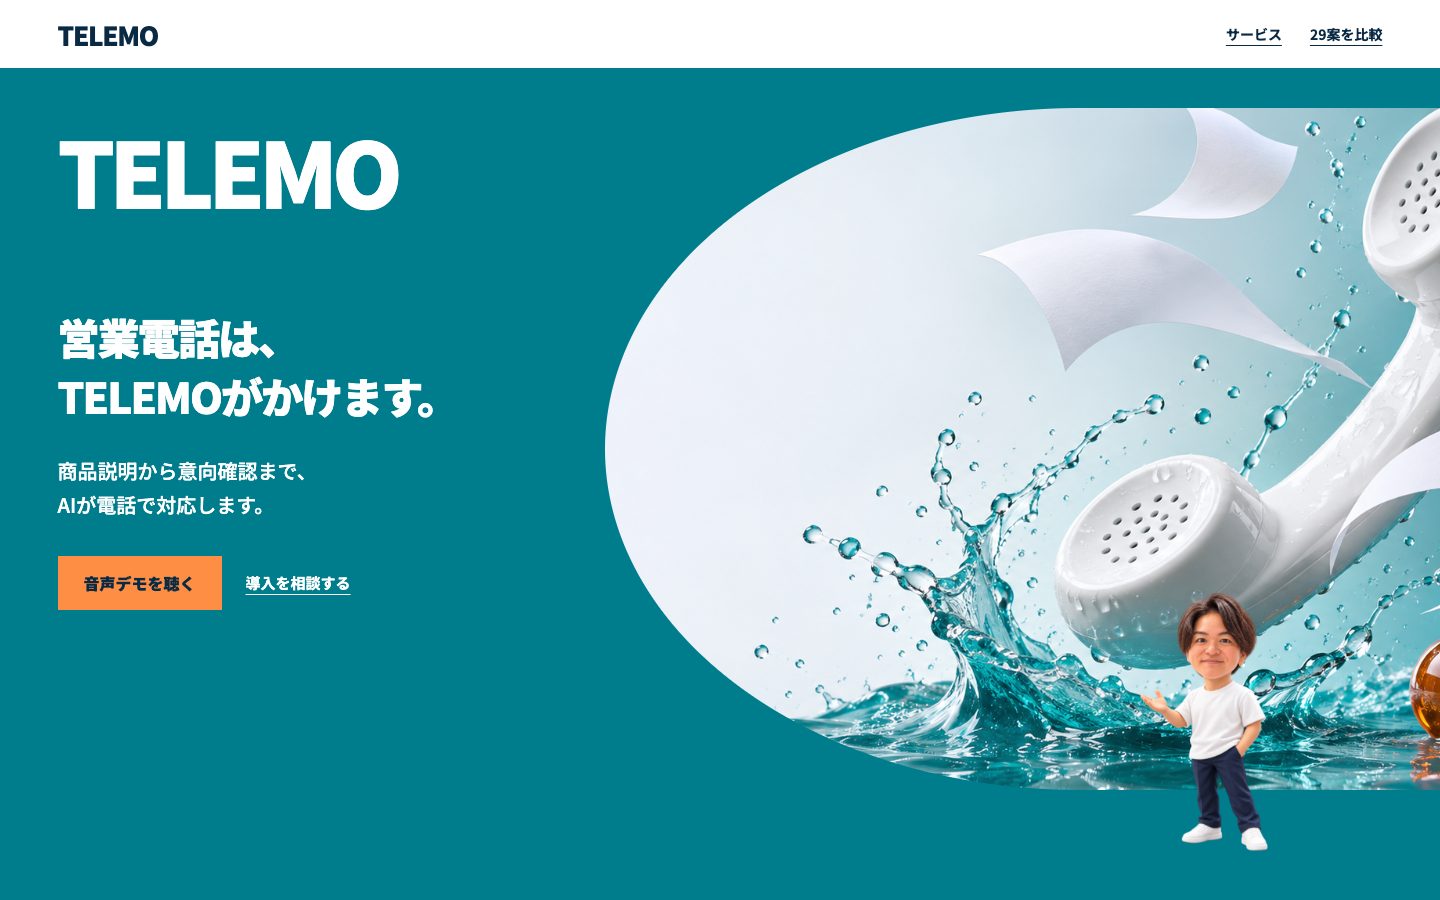 TELEMO
サービス
29案を比較
TELEMO
営業電話は、
TELEMOがかけます。
商品説明から意向確認まで、
AIが電話で対応します。
音声デモを聴く
導入を相談する